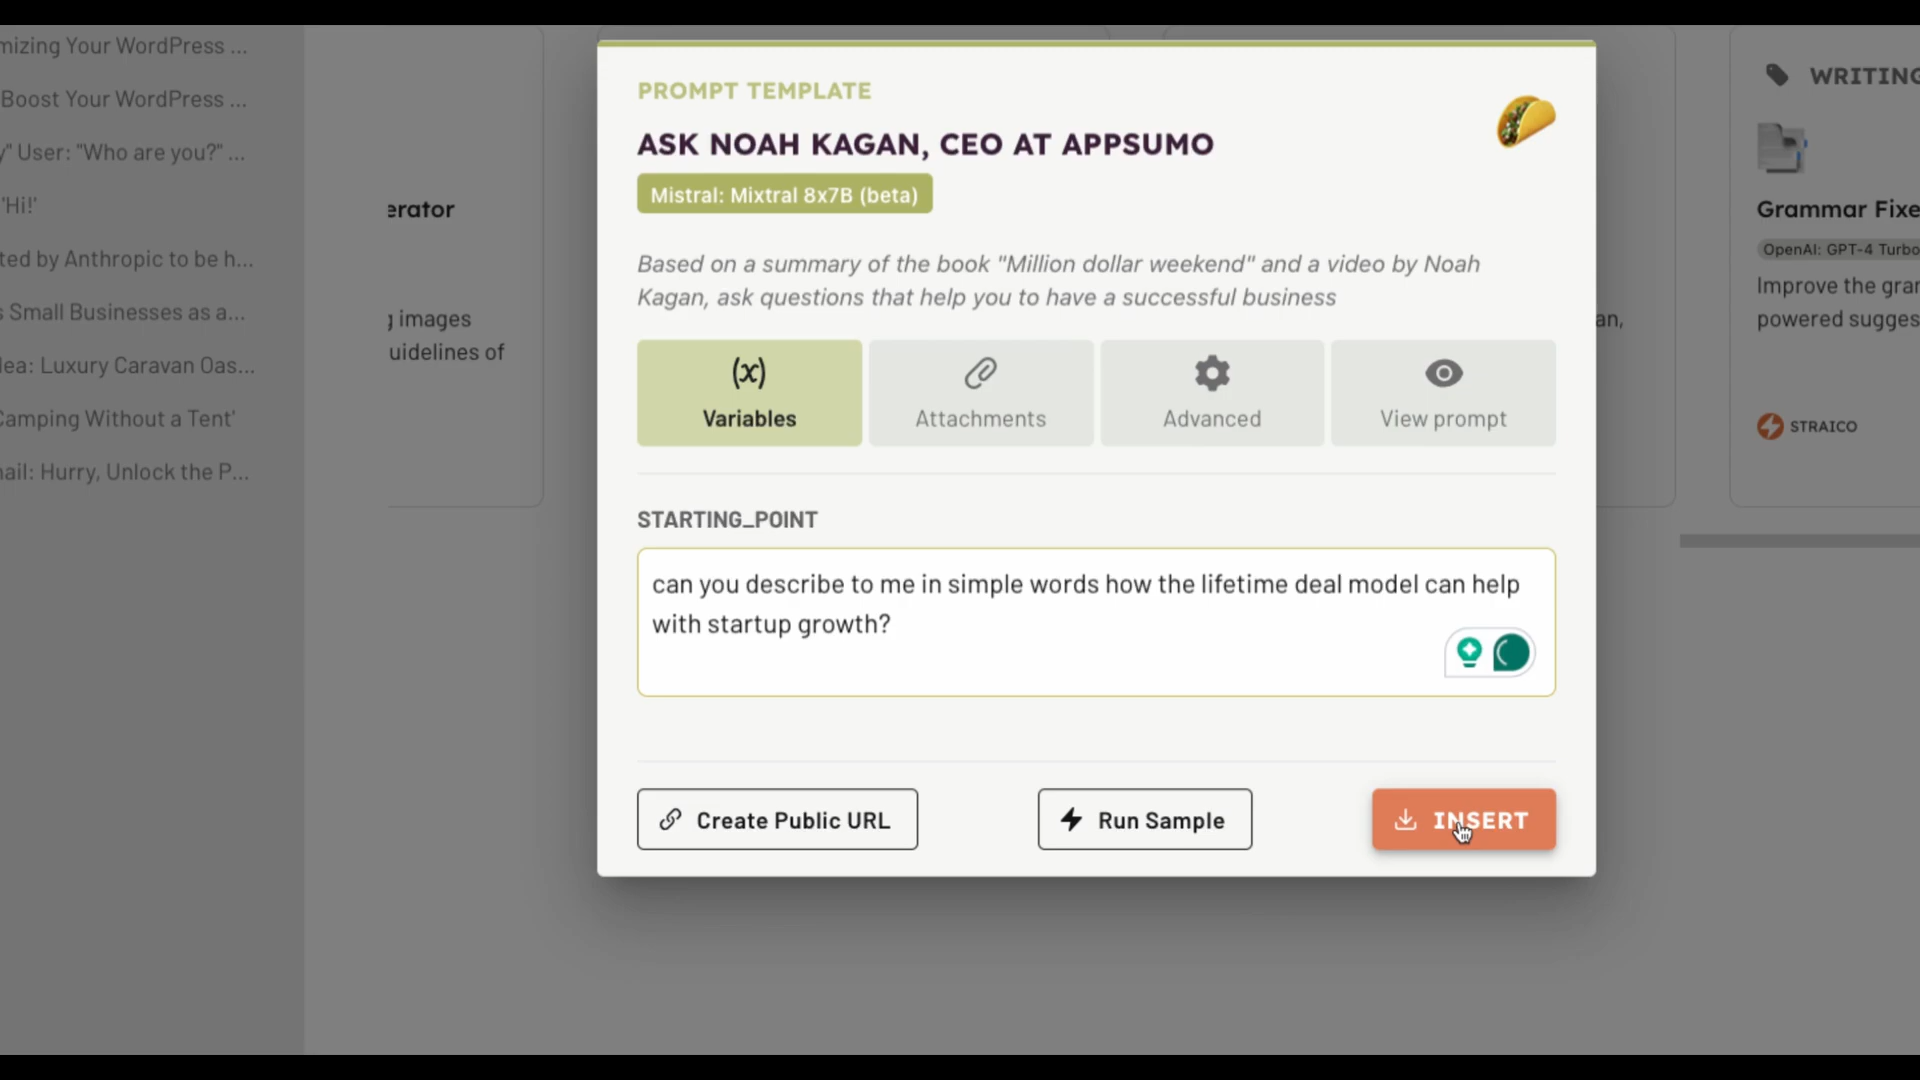 mizing Your WordPress ...
Boost Your WordPress ...
y" User: "Who are you?" ...
'Hi!'
ted by Anthropic to be h...
s Small Businesses as a...
dea: Luxury Caravan Oas...
Camping Without a Tent'
nail: Hurry, Unlock the P...
erator
g images
uidelines of
PROMPT TEMPLATE
ASK NOAH KAGAN, CEO AT APPSUMO
Mistral: Mixtral 8x7B (beta)
Based on a summary of the book "Million dollar weekend" and a video by Noah
Kagan, ask questions that help you to have a successful business
(x)
Variables
Attachments
Advanced
View prompt
STARTING_POINT
can you describe to me in simple words how the lifetime deal model can help
with startup growth?
Create Public URL
Run Sample
INSERT
an,
WRITING
Grammar Fixe
OpenAI: GPT-4 Turbo
Improve the gran
powered sugges
STRAICO